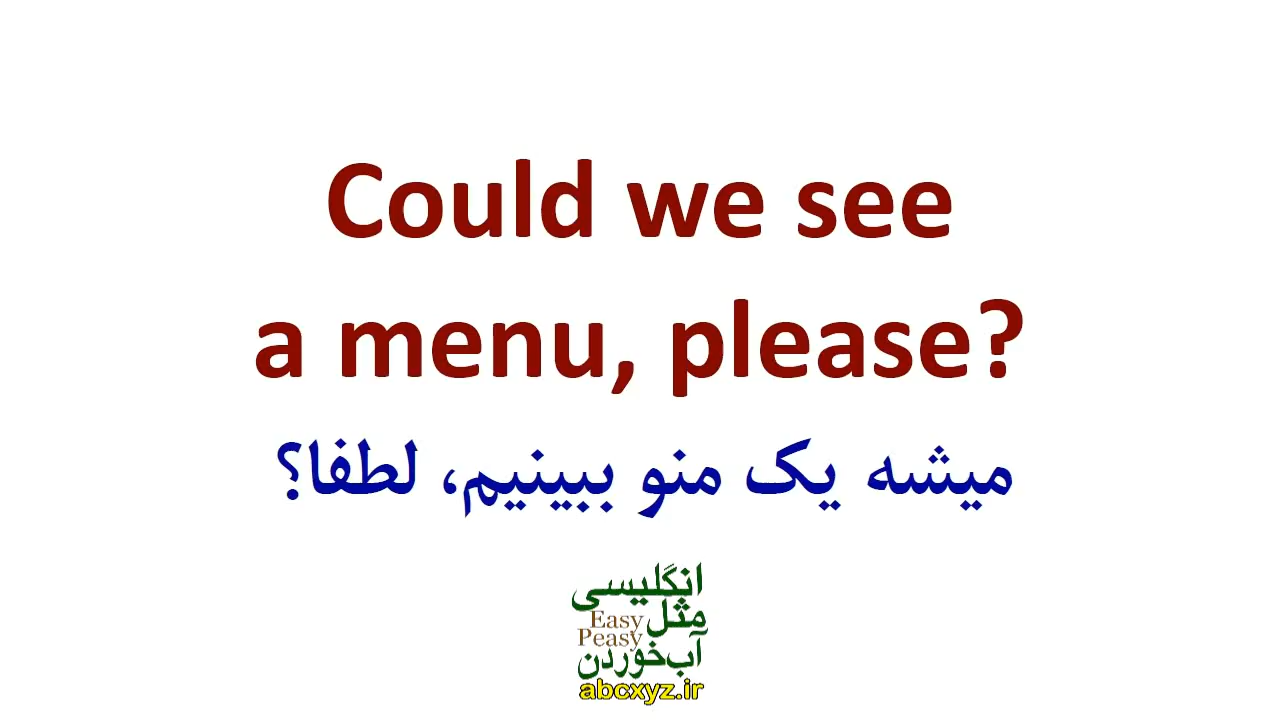 Could we see
a menu, please?
میشه یک منو ببینیم، لطفا؟
انگلیسی
مثل
Easy
Peasy
آب‌خوردن
abcxyz.ir